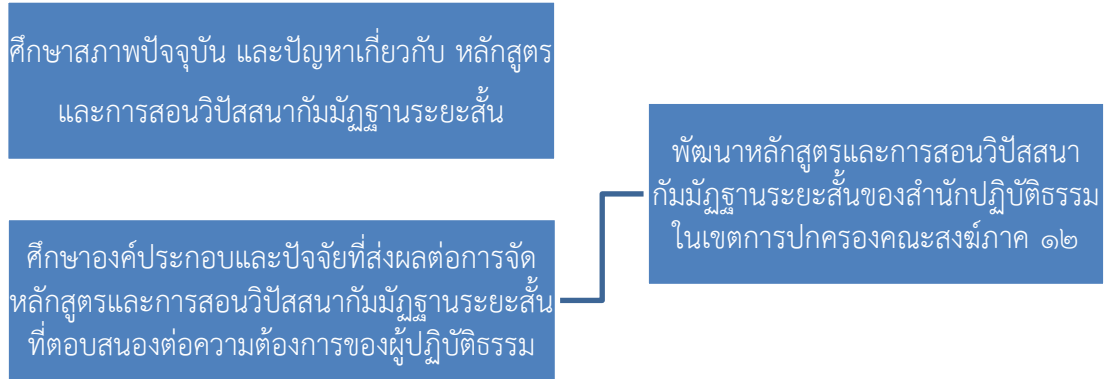 ศึกษาสภาพปัจจุบัน และปัญหาเกี่ยวกับ หลักสูตร
และการสอนวิปัสสนากัมมัฏฐานระยะสั้น
ศึกษาองค์ประกอบและปัจจัยที่ส่งผลต่อการจัด
หลักสูตรและการสอนวิปัสสนากัมมัฏฐานระยะสั้น
ที่ตอบสนองต่อความต้องการของผู้ปฏิบัติธรรม
พัฒนาหลักสูตรและการสอนวิปัสสนา
กัมมัฏฐานระยะสั้นของสำนักปฏิบัติธรรม
ในเขตการปกครองคณะสงฆ์ภาค ๑๒